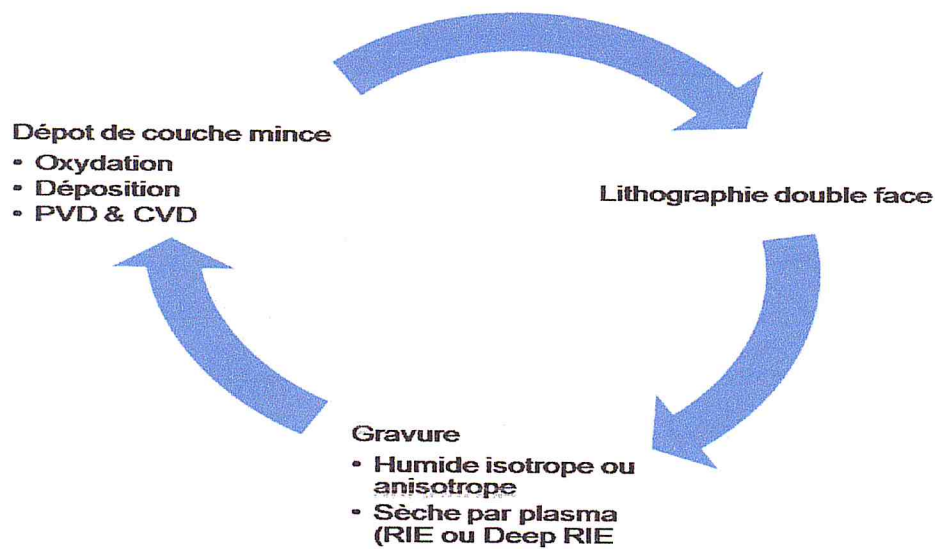 Dépot de couche mince
• Oxydation
• Déposition
• PVD & CVD
Lithographie double face
Gravure
• Humide isotrope ou
anisotrope
• Sèche par plasma
(RIE ou Deep RIE